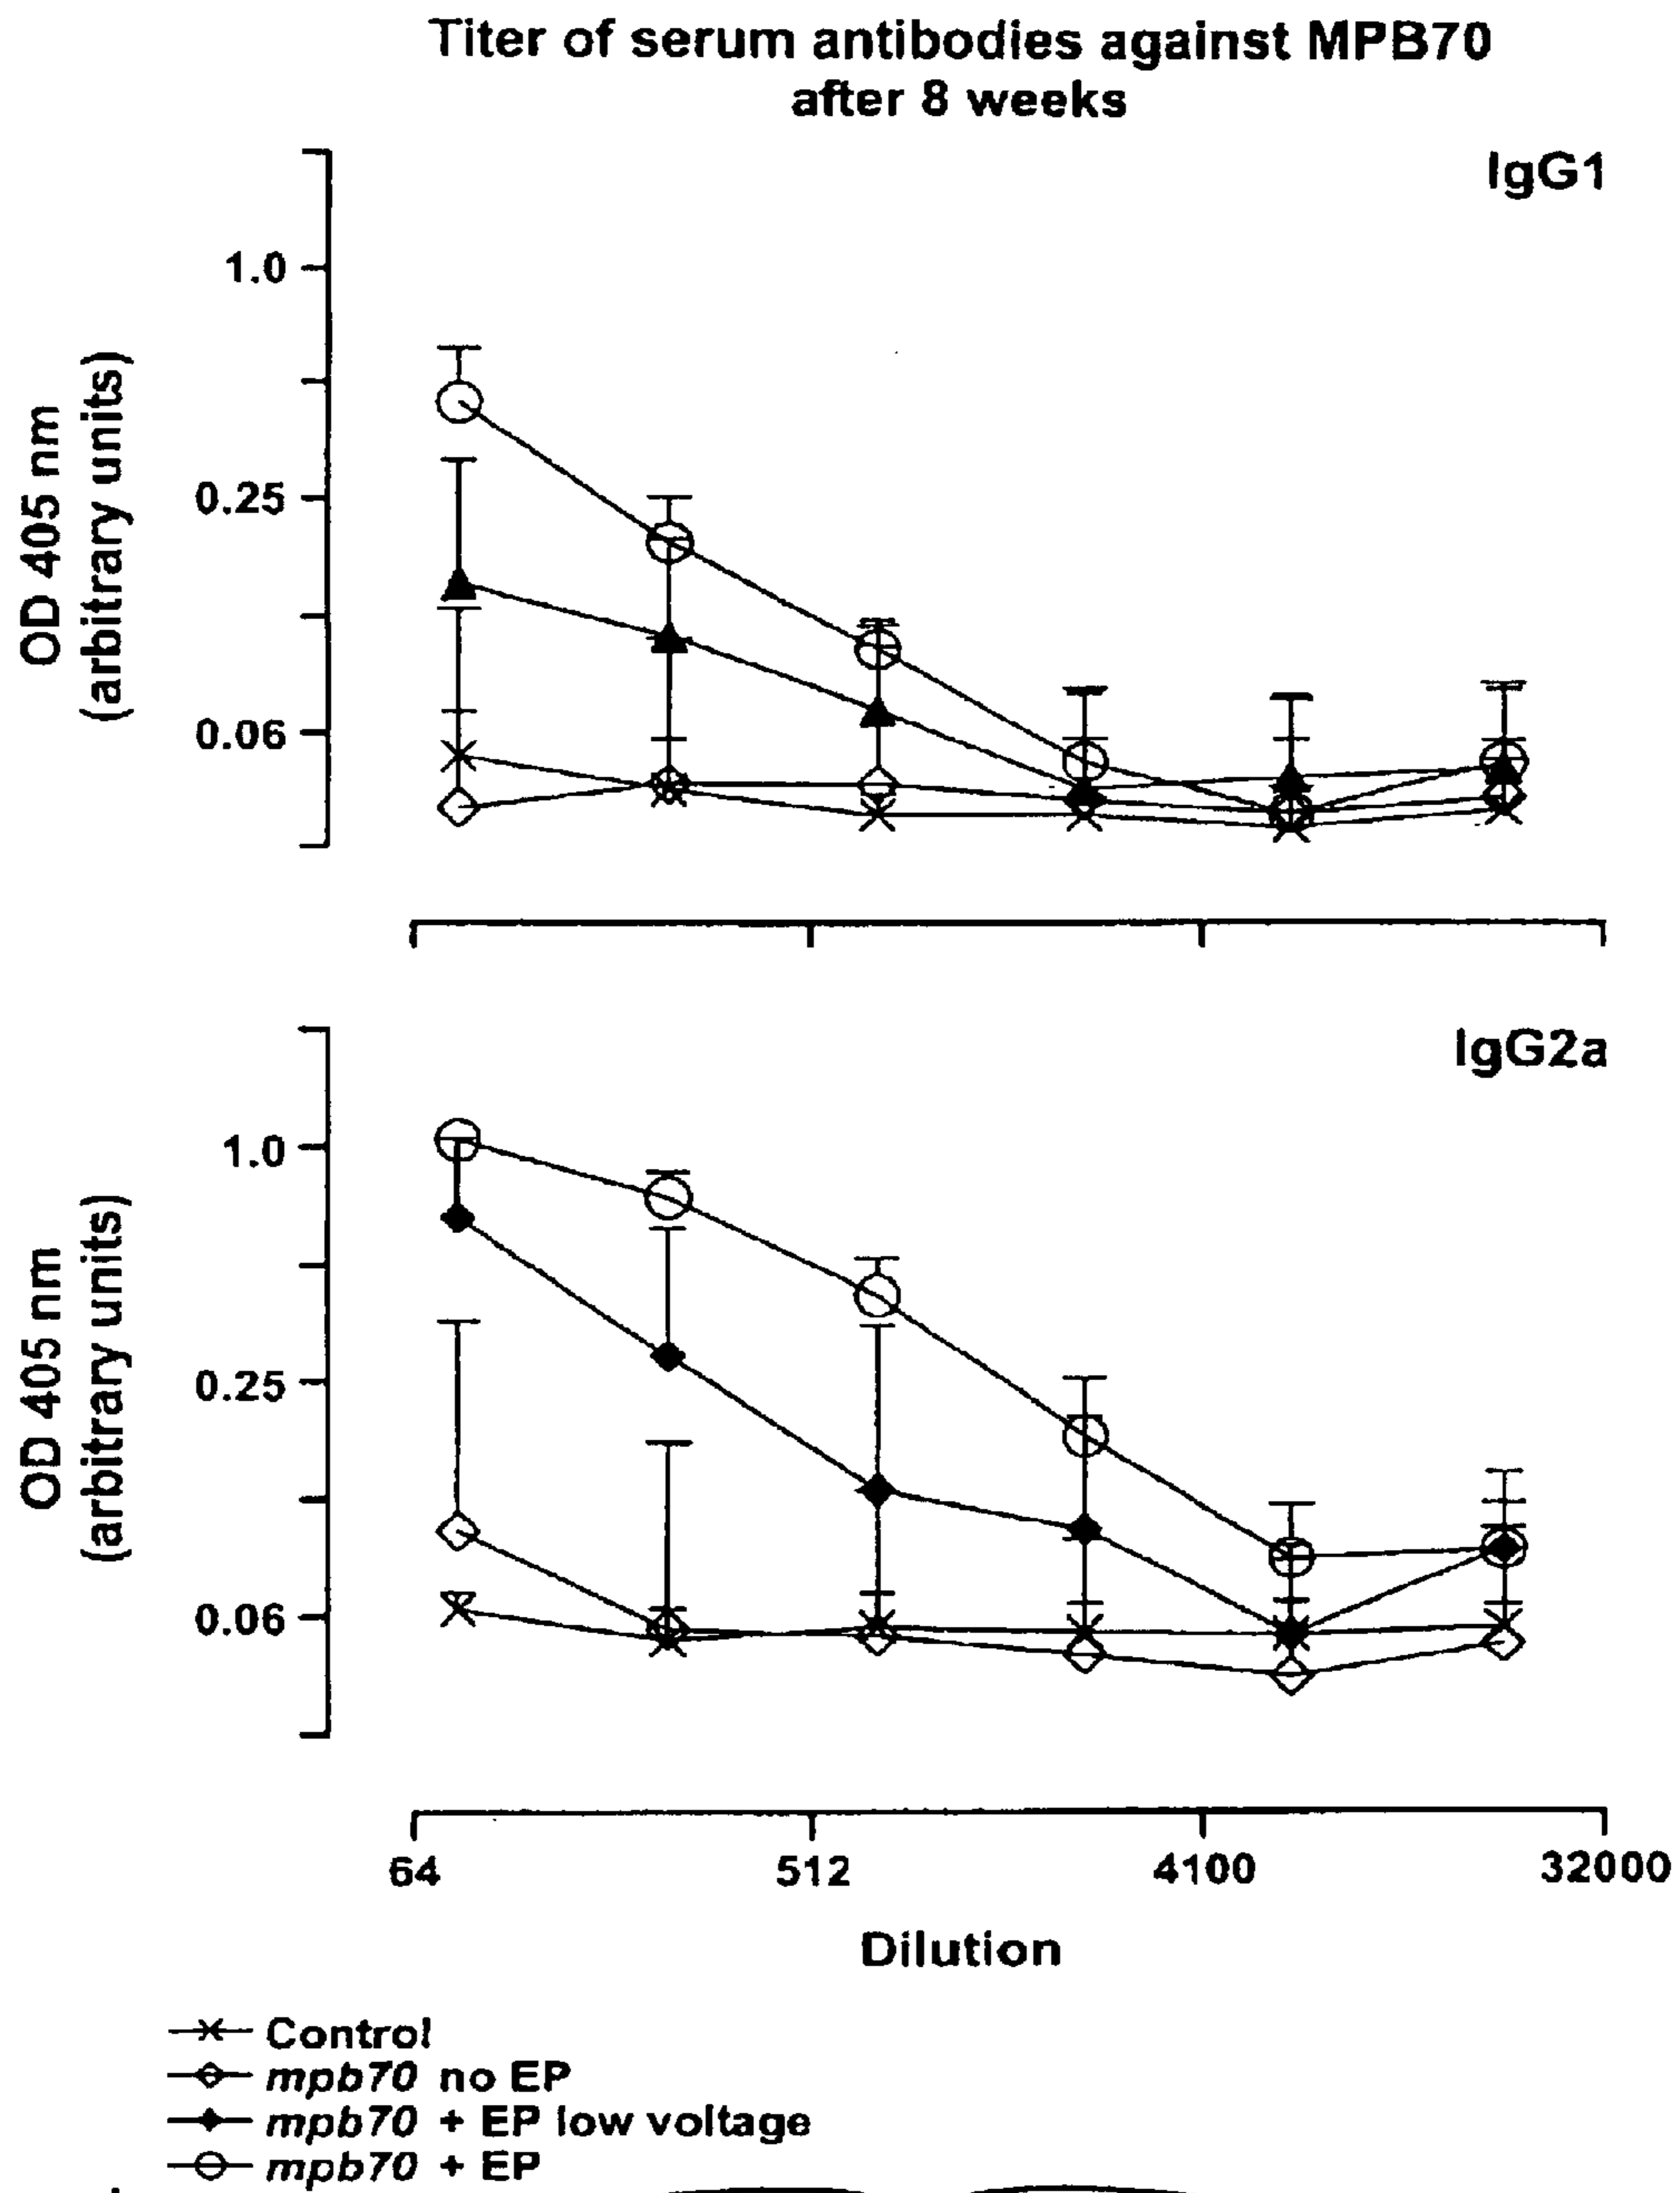 Titer of serum antibodies against MPB70
after 8 weeks
IgG1
1.0
0.25
0.06
OD 405 nm
(arbitrary units)
IgG2a
1.0
0.25
0.06
OD 405 nm
(arbitrary units)
64 512 4100 32000
Dilution
Control
mpb70 no EP
mpb70 + EP low voltage
mpb70 + EP